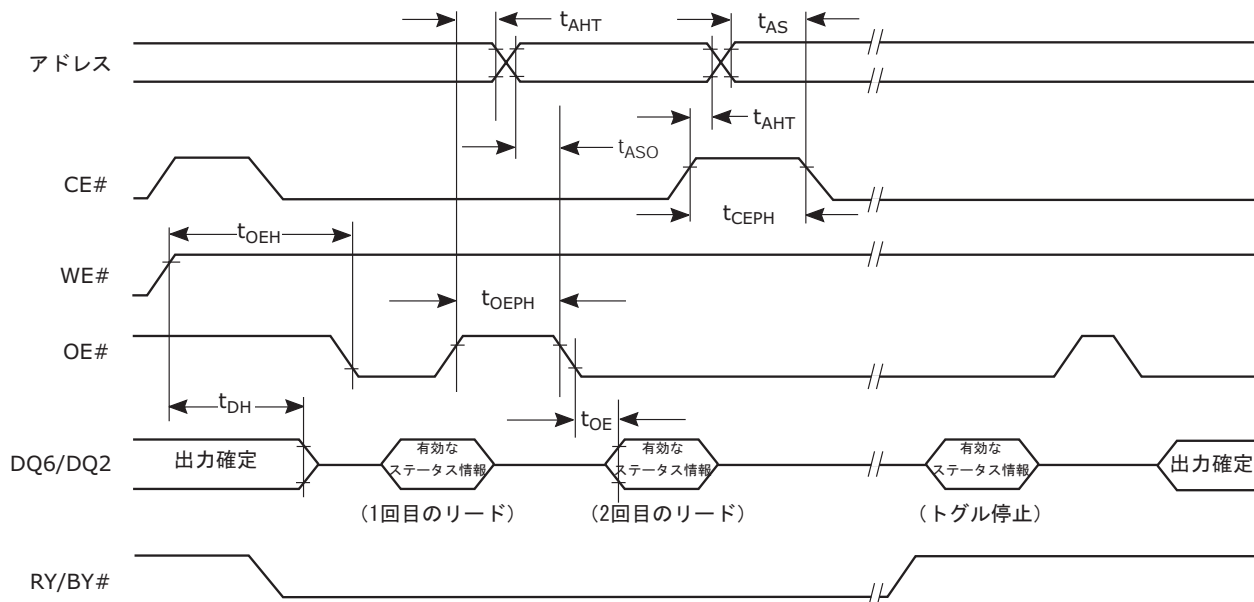 tAHT
tAS
アドレス
tAHT
tASO
CE#
tCEPH
tOEH
WE#
tOEPH
OE#
tDH
tOE
DQ6/DQ2
出力確定
有効な
ステータス情報
有効な
ステータス情報
有効な
ステータス情報
出力確定
(1回目のリード)
(2回目のリード)
(トグル停止)
RY/BY#